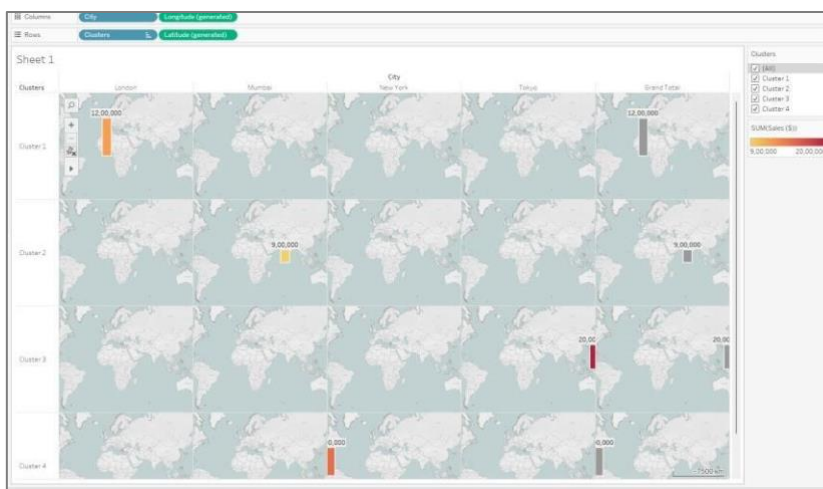 Columns City Longitude (generated)
Rows Clusters Latitude (generated)
Sheet 1
City
Clusters London Mumbai New York Tokyo Grand Total
Cluster 1 12,00,000 12,00,000
Cluster 2 9,00,000 9,00,000
Cluster 3 20,00 20,00
Cluster 4 0,000 0,000
~7500 km
Clusters
(All)
Cluster 1
Cluster 2
Cluster 3
Cluster 4
SUM(Sales ($))
9,00,000 20,00,000